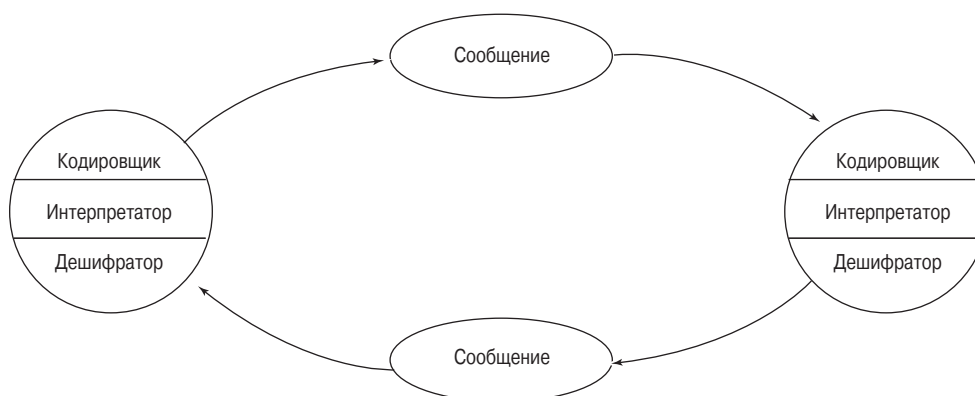 Сообщение
Кодировщик
Интерпретатор
Дешифратор
Кодировщик
Интерпретатор
Дешифратор
Сообщение